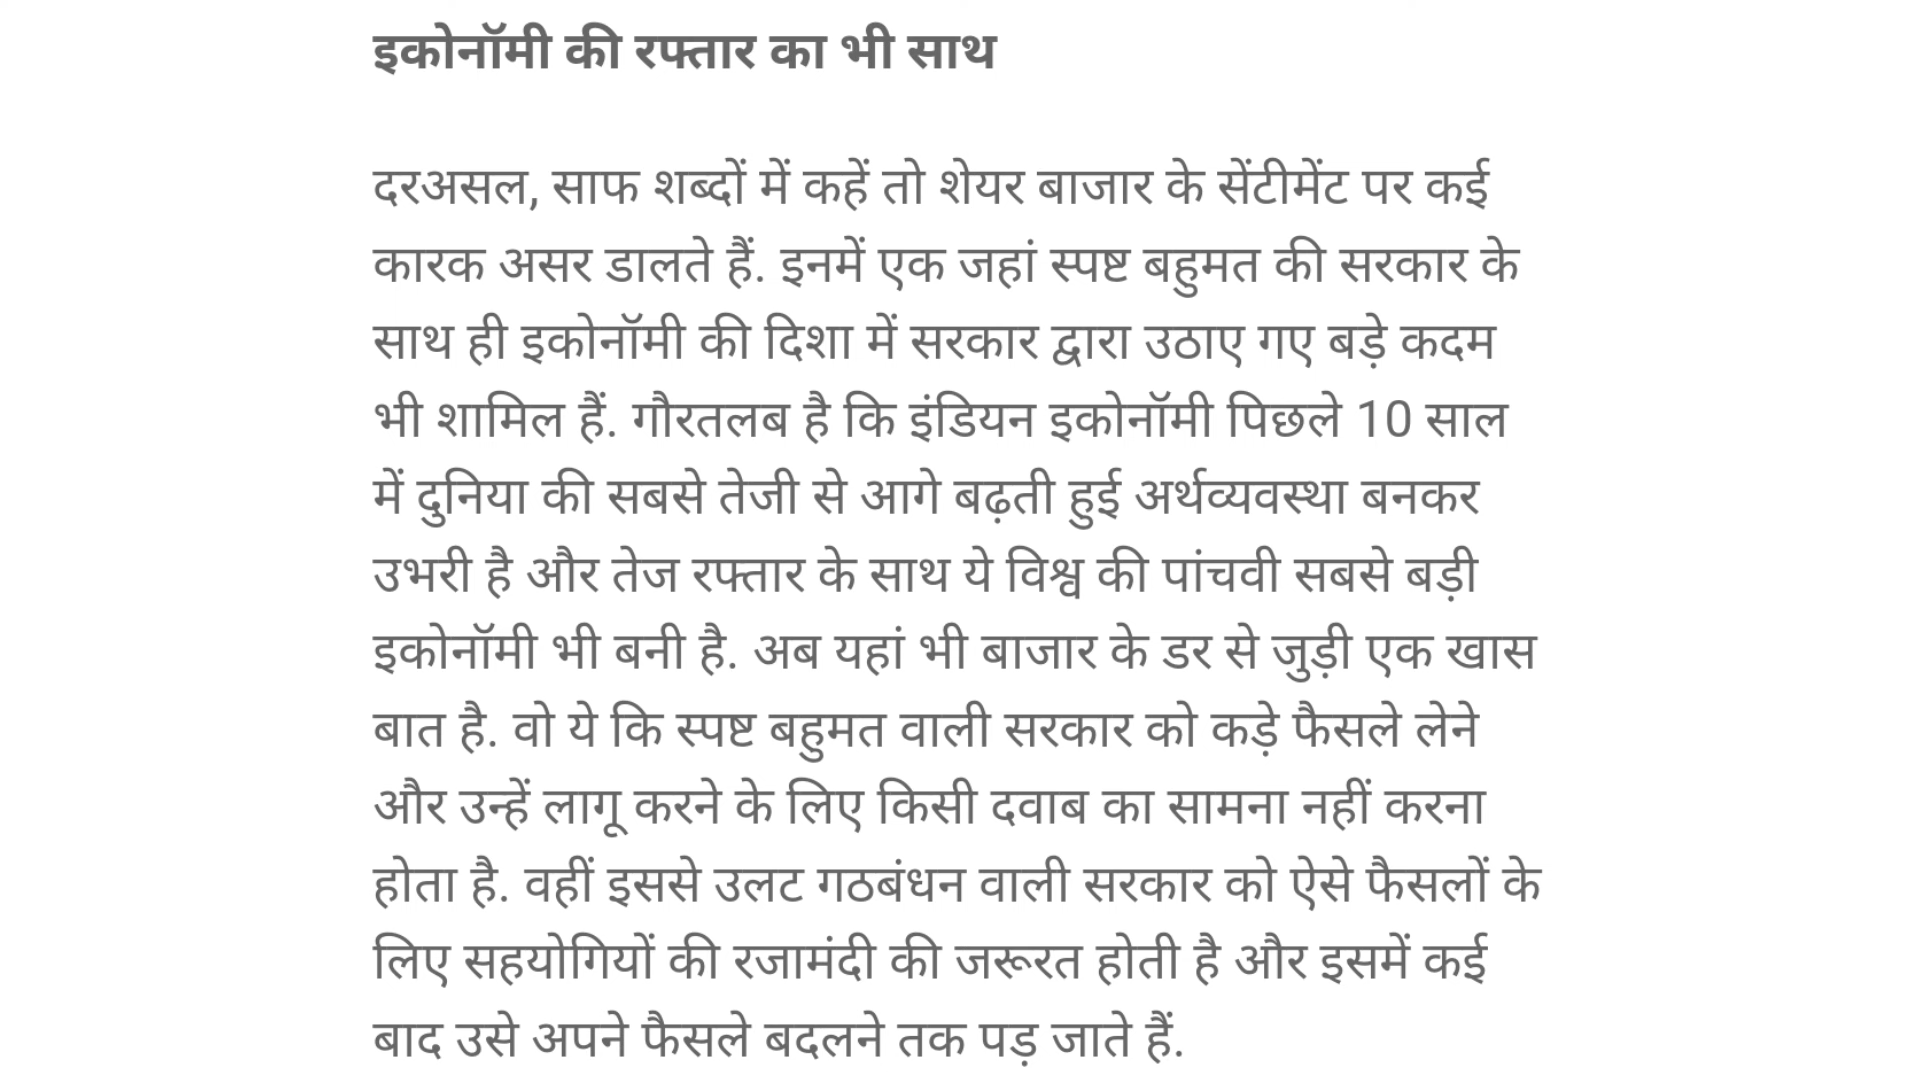 इकोनॉमी की रफ्तार का भी साथ
दरअसल, साफ शब्दों में कहें तो शेयर बाजार के सेंटीमेंट पर कई
कारक असर डालते हैं. इनमें एक जहां स्पष्ट बहुमत की सरकार के
साथ ही इकोनॉमी की दिशा में सरकार द्वारा उठाए गए बड़े कदम
भी शामिल हैं. गौरतलब है कि इंडियन इकोनॉमी पिछले 10 साल
में दुनिया की सबसे तेजी से आगे बढ़ती हुई अर्थव्यवस्था बनकर
उभरी है और तेज रफ्तार के साथ ये विश्व की पांचवी सबसे बड़ी
इकोनॉमी भी बनी है. अब यहां भी बाजार के डर से जुड़ी एक खास
बात है. वो ये कि स्पष्ट बहुमत वाली सरकार को कड़े फैसले लेने
और उन्हें लागू करने के लिए किसी दवाब का सामना नहीं करना
होता है. वहीं इससे उलट गठबंधन वाली सरकार को ऐसे फैसलों के
लिए सहयोगियों की रजामंदी की जरूरत होती है और इसमें कई
बाद उसे अपने फैसले बदलने तक पड़ जाते हैं.